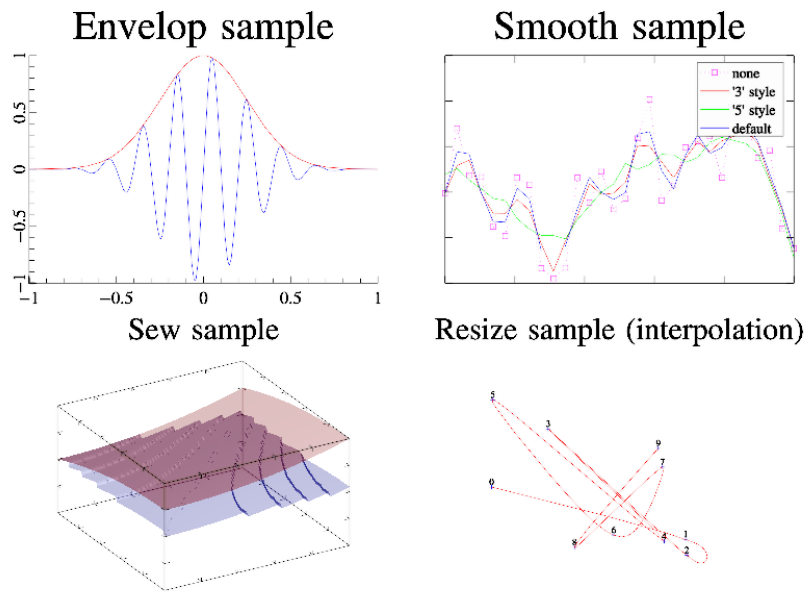 Envelop sample
1
0.5
0
−0.5
−1
−1
−0.5
0
0.5
1
Smooth sample
none
'3' style
'5' style
default
Sew sample
Resize sample (interpolation)
5
3
9
7
0
6
1
8
4
2